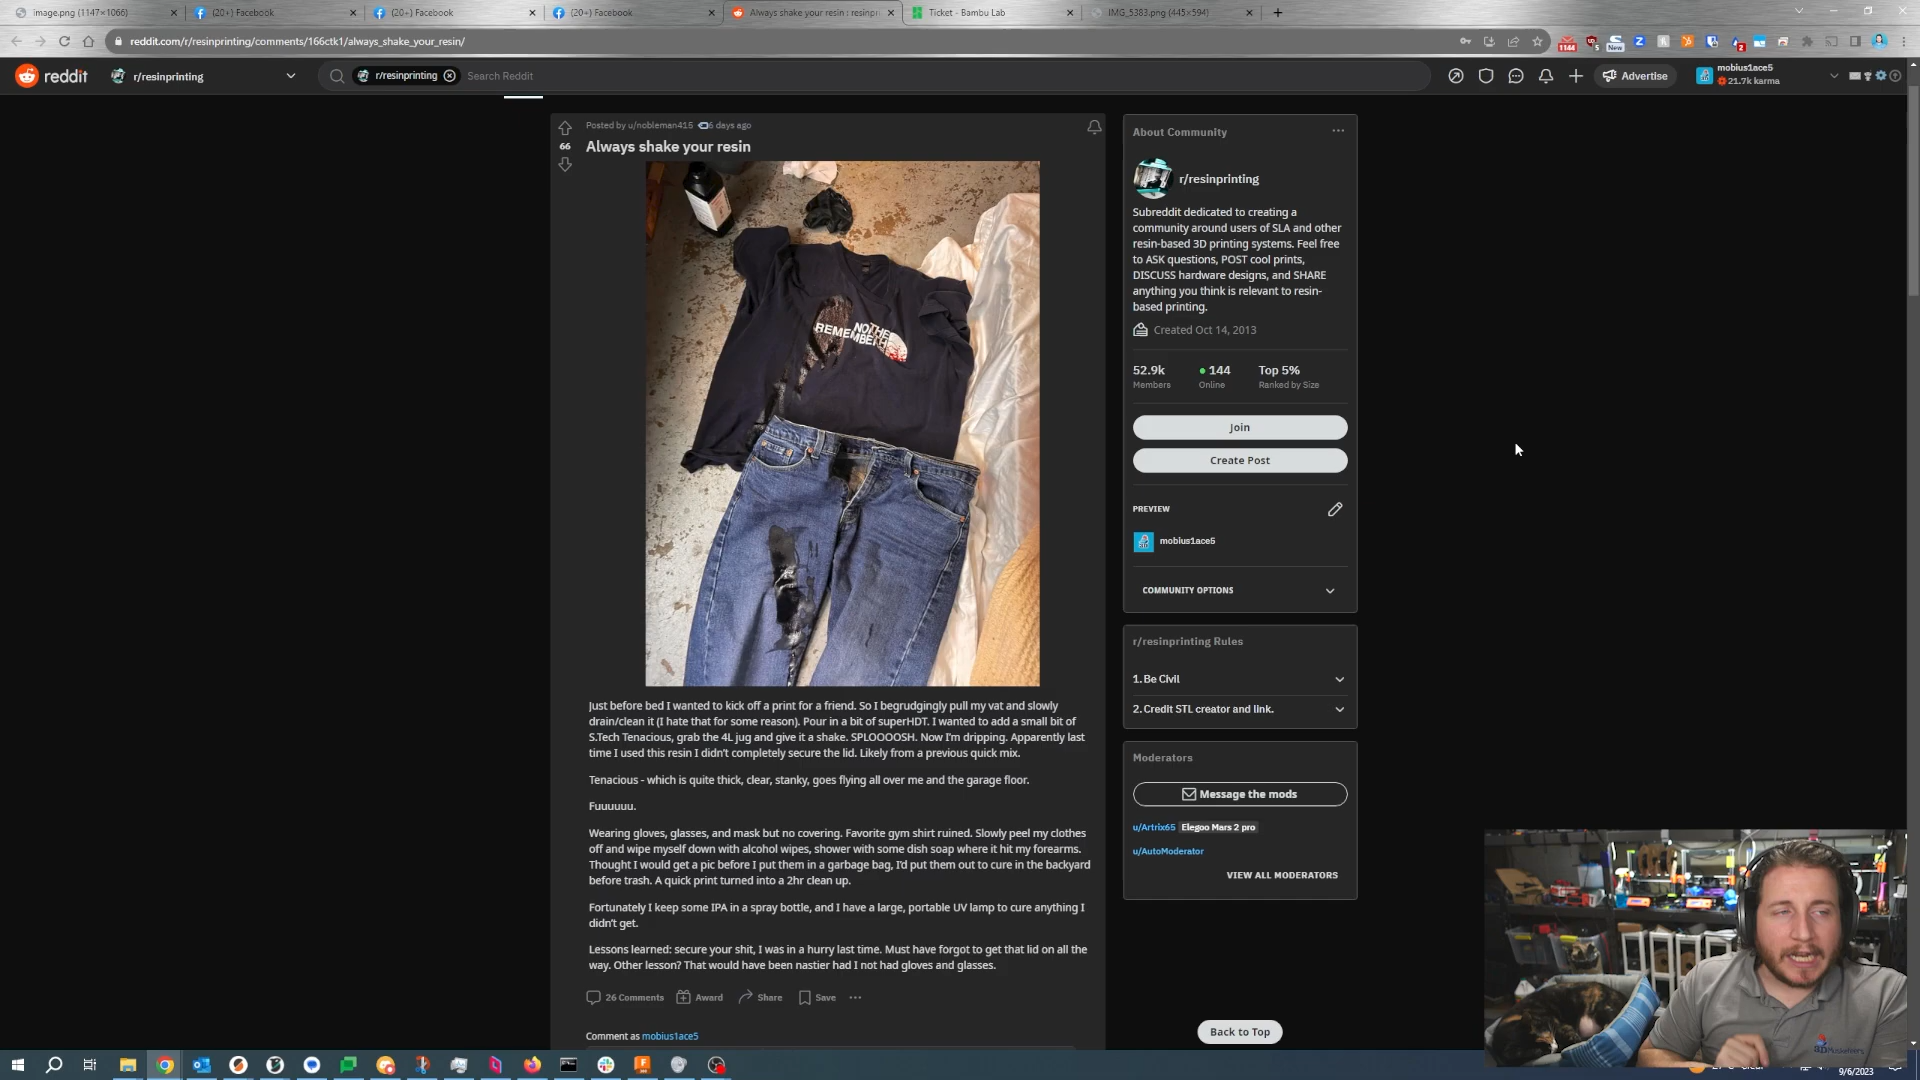 image.png (1147×1066)
(20+) Facebook
(20+) Facebook
(20+) Facebook
Always shake your resin : resinpr
Ticket - Bambu Lab
IMG_5383.png (445×594)
reddit.com/r/resinprinting/comments/166ctk1/always_shake_your_resin/
1144
New
reddit
r/resinprinting
r/resinprinting
Search Reddit
Advertise
mobius1ace5
21.7k karma
Posted by u/nobleman415 6 days ago
66
Always shake your resin
NO THE
REMEMBER
Just before bed I wanted to kick off a print for a friend. So I begrudgingly pull my vat and slowly
drain/clean it (I hate that for some reason). Pour in a bit of superHDT. I wanted to add a small bit of
S.Tech Tenacious, grab the 4L jug and give it a shake. SPLOOOOSH. Now I'm dripping. Apparently last
time I used this resin I didn't completely secure the lid. Likely from a previous quick mix.
Tenacious - which is quite thick, clear, stanky, goes flying all over me and the garage floor.
Fuuuuuu.
Wearing gloves, glasses, and mask but no covering. Favorite gym shirt ruined. Slowly peel my clothes
off and wipe myself down with alcohol wipes, shower with some dish soap where it hit my forearms.
Thought I would get a pic before I put them in a garbage bag, I'd put them out to cure in the backyard
before trash. A quick print turned into a 2hr clean up.
Fortunately I keep some IPA in a spray bottle, and I have a large, portable UV lamp to cure anything I
didn't get.
Lessons learned: secure your shit, I was in a hurry last time. Must have forgot to get that lid on all the
way. Other lesson? That would have been nastier had I not had gloves and glasses.
26 Comments
Award
Share
Save
Comment as mobius1ace5
About Community
r/resinprinting
Subreddit dedicated to creating a
community around users of SLA and other
resin-based 3D printing systems. Feel free
to ASK questions, POST cool prints,
DISCUSS hardware designs, and SHARE
anything you think is relevant to resin-
based printing.
Created Oct 14, 2013
52.9k
144
Top 5%
Members
Online
Ranked by Size
Join
Create Post
PREVIEW
mobius1ace5
COMMUNITY OPTIONS
r/resinprinting Rules
1. Be Civil
2. Credit STL creator and link.
Moderators
Message the mods
u/Artrix65 Elegoo Mars 2 pro
u/AutoModerator
VIEW ALL MODERATORS
Back to Top
9/6/2023